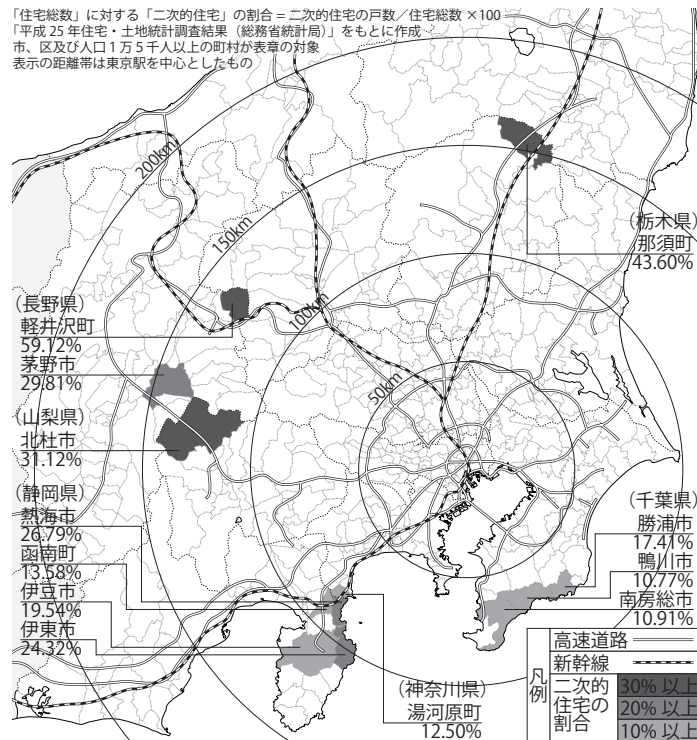 「住宅総数」に対する「二次的住宅」の割合 = 二次的住宅の戸数／住宅総数 ×100
「平成 25 年住宅・土地統計調査結果（総務省統計局）」をもとに作成
市、区及び人口 1 万 5 千人以上の町村が表章の対象
表示の距離帯は東京駅を中心としたもの
200km
150km
100km
50km
（栃木県）
那須町
43.60%
（長野県）
軽井沢町
59.12%
茅野市
29.81%
（山梨県）
北杜市
31.12%
（静岡県）
熱海市
26.79%
函南町
13.58%
伊豆市
19.54%
伊東市
24.32%
（神奈川県）
湯河原町
12.50%
（千葉県）
勝浦市
17.41%
鴨川市
10.77%
南房総市
10.91%
凡例
高速道路
新幹線
二次的住宅の割合
30% 以上
20% 以上
10% 以上